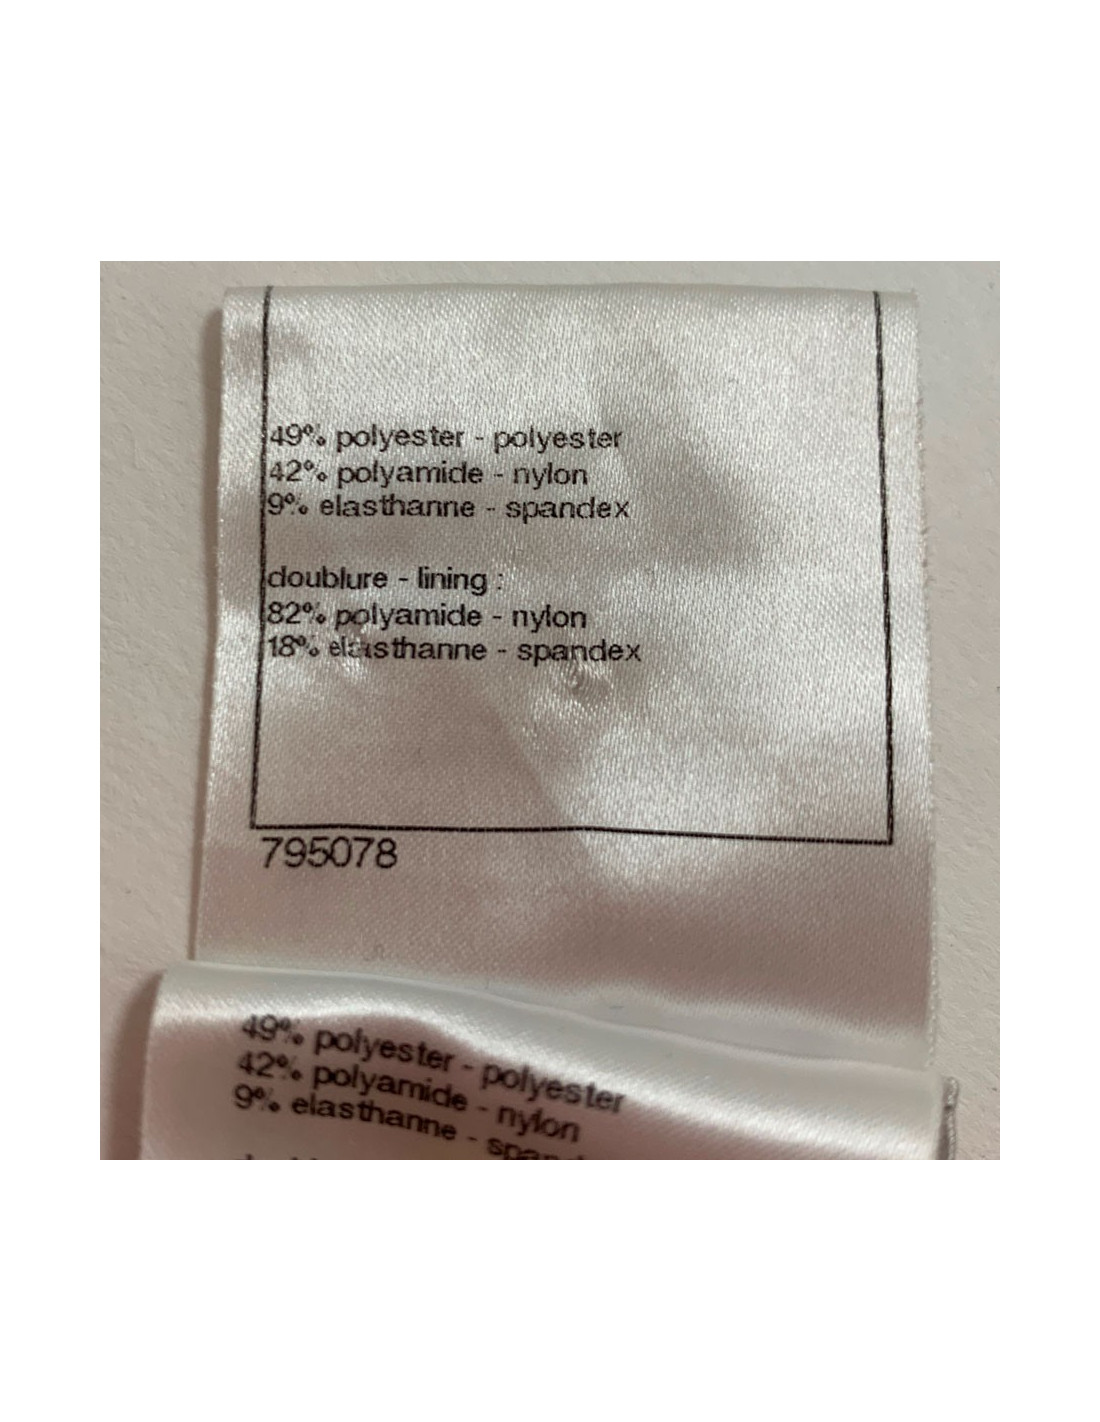 49% polyester - polyester
42% polyamide - nylon
9% elasthanne - spandex
doublure - lining :
82% polyamide - nylon
18% elasthanne - spandex
795078
49% polyester - polyester
42% polyamide - nylon
9% elasthanne -